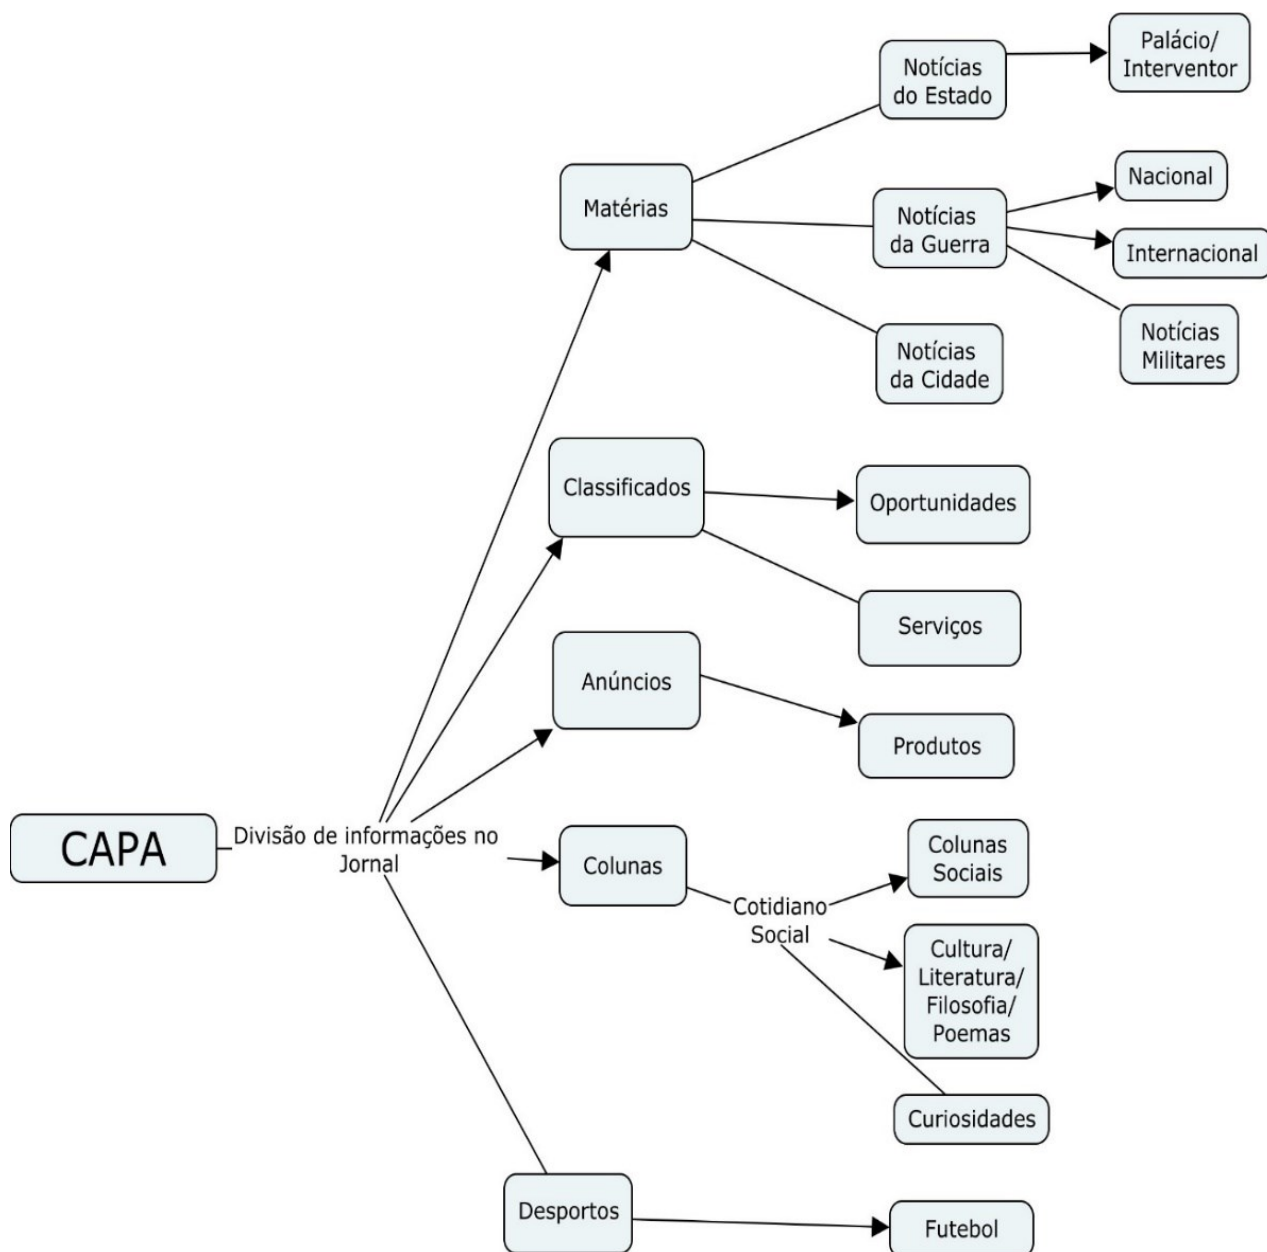 CAPA
Divisão de informações no
Jornal
Matérias
Notícias
do Estado
Palácio/
Interventor
Notícias
da Guerra
Nacional
Internacional
Notícias
Militares
Notícias
da Cidade
Classificados
Oportunidades
Serviços
Anúncios
Produtos
Colunas
Cotidiano
Social
Colunas
Sociais
Cultura/
Literatura/
Filosofia/
Poemas
Curiosidades
Desportos
Futebol